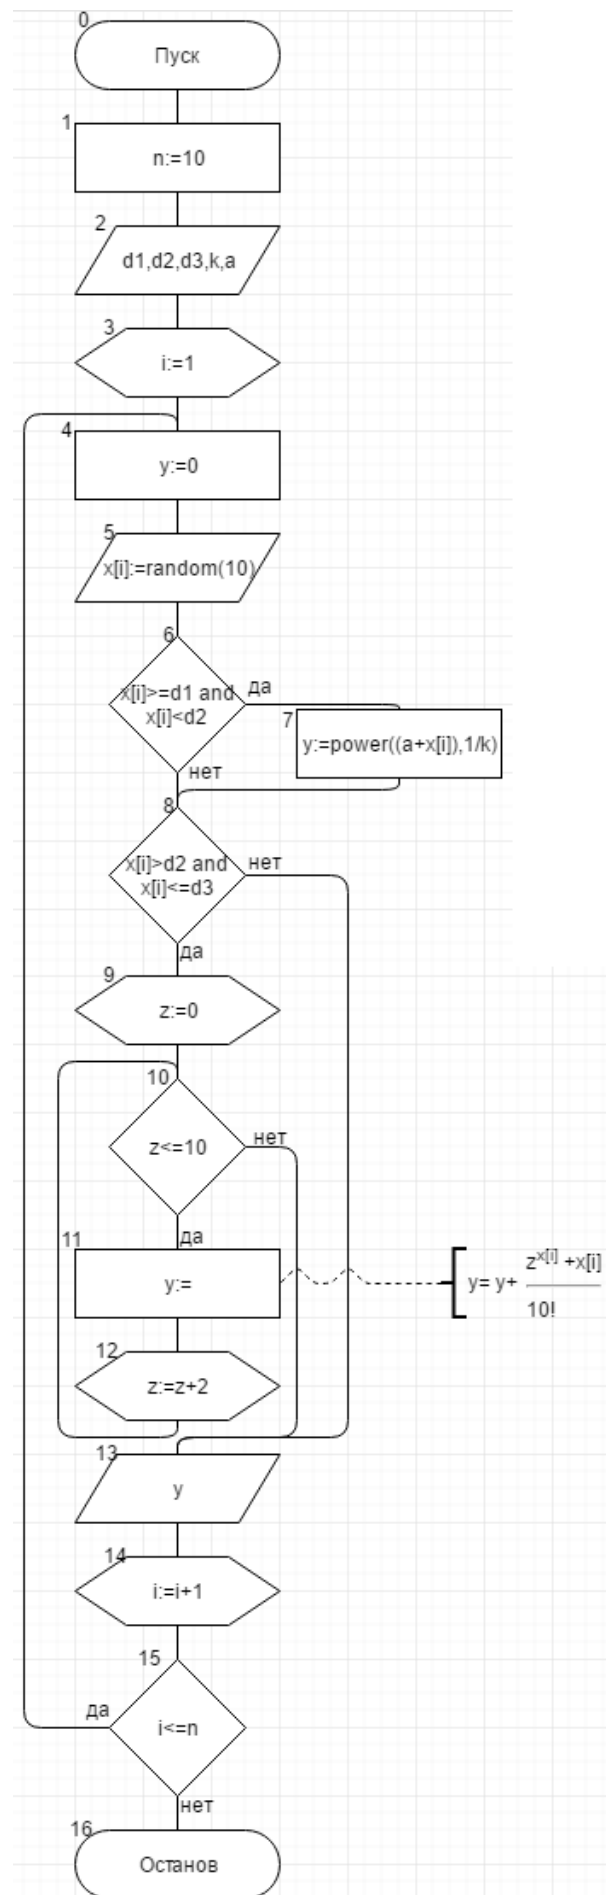 0
Пуск
1
n:=10
2
d1,d2,d3,k,a
3
i:=1
4
y:=0
5
x[i]:=random(10)
6
x[i]>=d1 and
x[i]<d2
да
нет
7
y:=power((a+x[i]),1/k)
8
x[i]>d2 and
x[i]<=d3
нет
да
9
z:=0
10
z<=10
нет
да
11
y:=
y= y+ z^x[i] +x[i]
10!
12
z:=z+2
13
y
14
i:=i+1
15
i<=n
да
нет
16
Останов